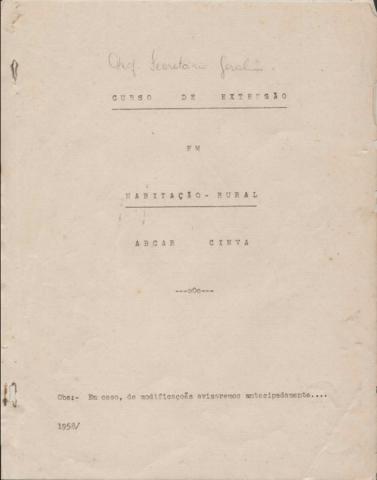 Orig. Secretaria Geral
CURSO DE EXTENSÃO
EM
HABITAÇÃO-RURAL
ABCAR CINVA
---oOo---
Obs:- Em caso, de modificações avisaremos antecipadamente....
1958/